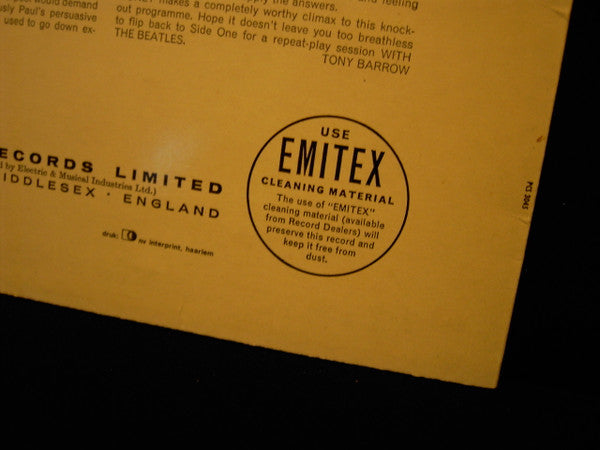 would demand
usly Paul's persuasive
used to go down ex-
the answers.
feeling
makes a completely worthy climax to this knock-
out programme. Hope it doesn't leave you too breathless
to flip back to Side One for a repeat-play session WITH
THE BEATLES.
TONY BARROW
ECORDS LIMITED
d by Electric & Musical Industries Ltd.)
IDDLESEX · ENGLAND
druk: nv interprint, haarlem
USE
EMITEX
CLEANING MATERIAL
The use of "EMITEX"
cleaning material (available
from Record Dealers) will
preserve this record and
keep it free from
dust.
PCS 3045